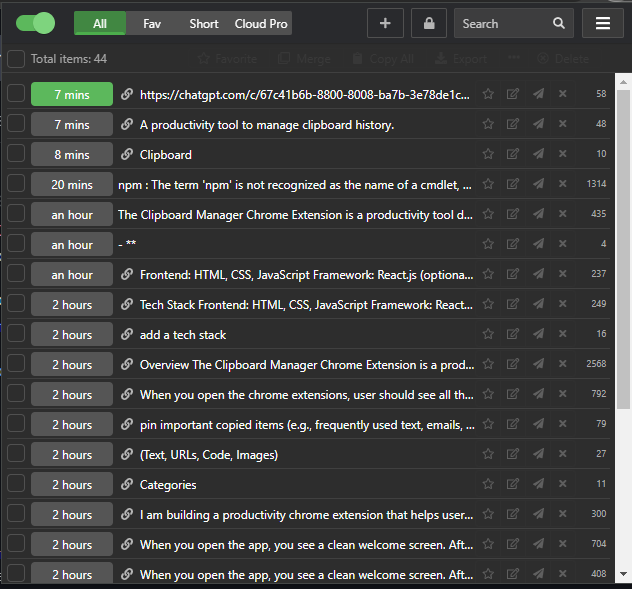 All Fav Short Cloud Pro Search
Total items: 44 Favorite Merge Copy All Export ··· Delete
7 mins https://chatgpt.com/c/67c41b6b-8800-8008-ba7b-3e78de1c... 58
7 mins A productivity tool to manage clipboard history. 48
8 mins Clipboard 10
20 mins npm : The term 'npm' is not recognized as the name of a cmdlet, ... 1314
an hour The Clipboard Manager Chrome Extension is a productivity tool d... 435
an hour - ** 4
an hour Frontend: HTML, CSS, JavaScript Framework: React.js (optiona... 237
2 hours Tech Stack Frontend: HTML, CSS, JavaScript Framework: React... 249
2 hours add a tech stack 16
2 hours Overview The Clipboard Manager Chrome Extension is a prod... 2568
2 hours When you open the chrome extensions, user should see all th... 792
2 hours pin important copied items (e.g., frequently used text, emails, ... 79
2 hours (Text, URLs, Code, Images) 27
2 hours Categories 11
2 hours I am building a productivity chrome extension that helps user... 300
2 hours When you open the app, you see a clean welcome screen. Aft... 704
2 hours When you open the app, you see a clean welcome screen. Aft... 408